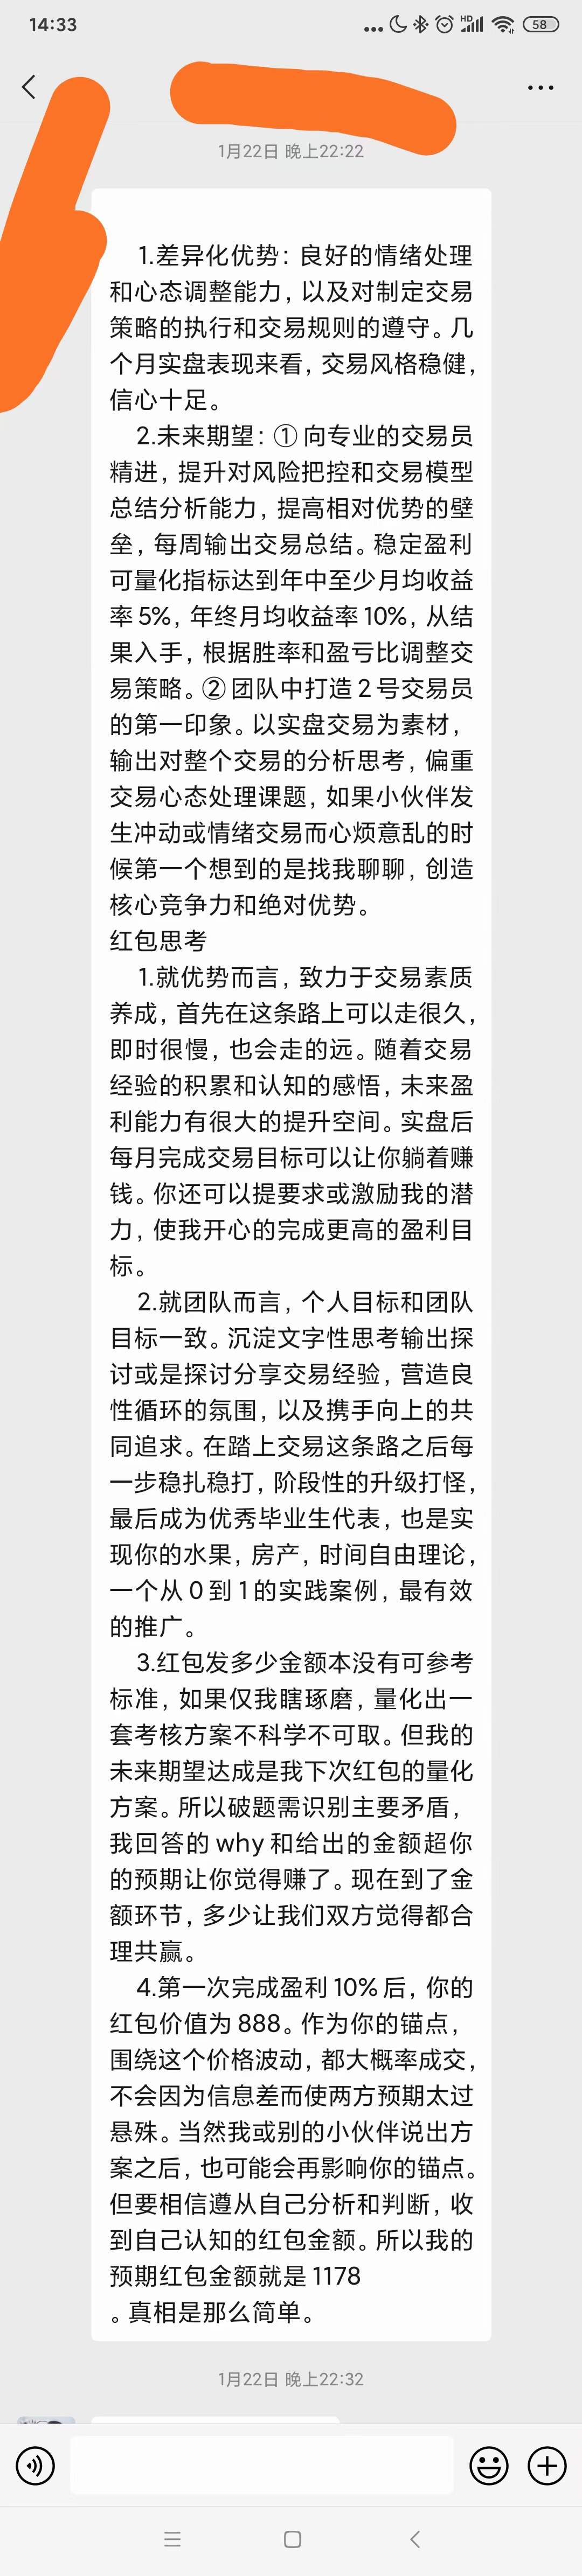 14:33
HD
58
1月22日 晚上22:22
1.差异化优势：良好的情绪处理
和心态调整能力，以及对制定交易
策略的执行和交易规则的遵守。几
个月实盘表现来看，交易风格稳健，
信心十足。
2.未来期望：①向专业的交易员
精进，提升对风险把控和交易模型
总结分析能力，提高相对优势的壁
垒，每周输出交易总结。稳定盈利
可量化指标达到年中至少月均收益
率5%，年终月均收益率10%，从结
果入手，根据胜率和盈亏比调整交
易策略。②团队中打造2号交易员
的第一印象。以实盘交易为素材，
输出对整个交易的分析思考，偏重
交易心态处理课题，如果小伙伴发
生冲动或情绪交易而心烦意乱的时
候第一个想到的是找我聊聊，创造
核心竞争力和绝对优势。
红包思考
1.就优势而言，致力于交易素质
养成，首先在这条路上可以走很久，
即时很慢，也会走的远。随着交易
经验的积累和认知的感悟，未来盈
利能力有很大的提升空间。实盘后
每月完成交易目标可以让你躺着赚
钱。你还可以提要求或激励我的潜
力，使我开心的完成更高的盈利目
标。
2.就团队而言，个人目标和团队
目标一致。沉淀文字性思考输出探
讨或是探讨分享交易经验，营造良
性循环的氛围，以及携手向上的共
同追求。在踏上交易这条路之后每
一步稳扎稳打，阶段性的升级打怪，
最后成为优秀毕业生代表，也是实
现你的水果，房产，时间自由理论，
一个从0到1的实践案例，最有效
的推广。
3.红包发多少金额本没有可参考
标准，如果仅我瞎琢磨，量化出一
套考核方案不科学不可取。但我的
未来期望达成是我下次红包的量化
方案。所以破题需识别主要矛盾，
我回答的why和给出的金额超你
的预期让你觉得赚了。现在到了金
额环节，多少让我们双方觉得都合
理共赢。
4.第一次完成盈利10%后，你的
红包价值为888。作为你的锚点，
围绕这个价格波动，都大概率成交，
不会因为信息差而使两方预期太过
悬殊。当然我或别的小伙伴说出方
案之后，也可能会再影响你的锚点。
但要相信遵从自己分析和判断，收
到自己认知的红包金额。所以我的
预期红包金额就是1178
。真相是那么简单。
1月22日 晚上22:32